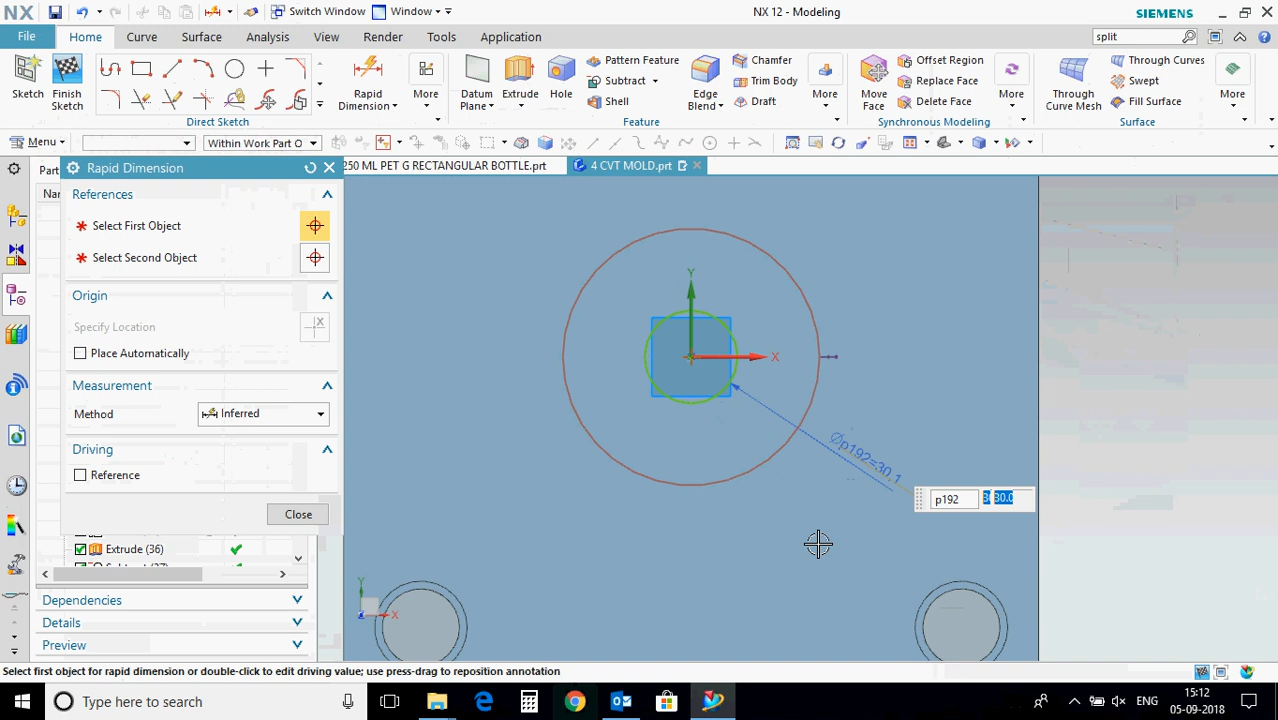 NX Switch Window Window NX 12 - Modeling SIEMENS
File Home Curve Surface Analysis View Render Tools Application split
Sketch Finish Sketch Rapid Dimension More Datum Plane Extrude Hole Pattern Feature Subtract Shell Edge Blend Chamfer Trim Body Draft More Move Face Offset Region Replace Face Delete Face More Through Curve Mesh Through Curves Swept Fill Surface More
Direct Sketch Feature Synchronous Modeling Surface
Menu Within Work Part O
Part
Rapid Dimension
250 ML PET G RECTANGULAR BOTTLE.prt 4 CVT MOLD.prt
References
Select First Object
Select Second Object
Origin
Specify Location
Place Automatically
Measurement
Method Inferred
Driving
Reference
Close
Y
X
Øp192=30.1
p192
Extrude (36)
Dependencies
Details
Preview
Y
X
Select first object for rapid dimension or double-click to edit driving value; use press-drag to reposition annotation
Type here to search
ENG
15:12
05-09-2018